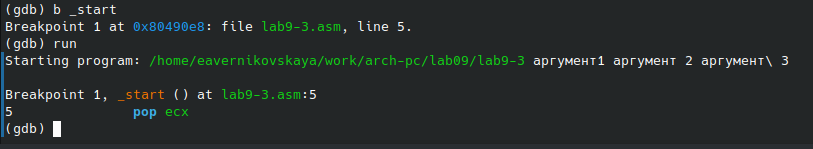 (gdb) b _start
Breakpoint 1 at 0x80490e8: file lab9-3.asm, line 5.
(gdb) run
Starting program: /home/eavernikovskaya/work/arch-pc/lab09/lab9-3 аргумент1 аргумент 2 аргумент\ 3
Breakpoint 1, _start () at lab9-3.asm:5
5 pop ecx
(gdb)